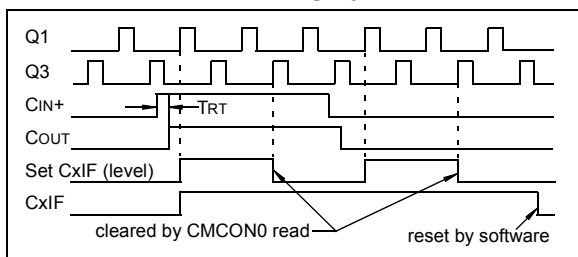 Q1
Q3
CIN+
TRT
COUT
Set CxIF (level)
CxIF
cleared by CMCON0 read
reset by software